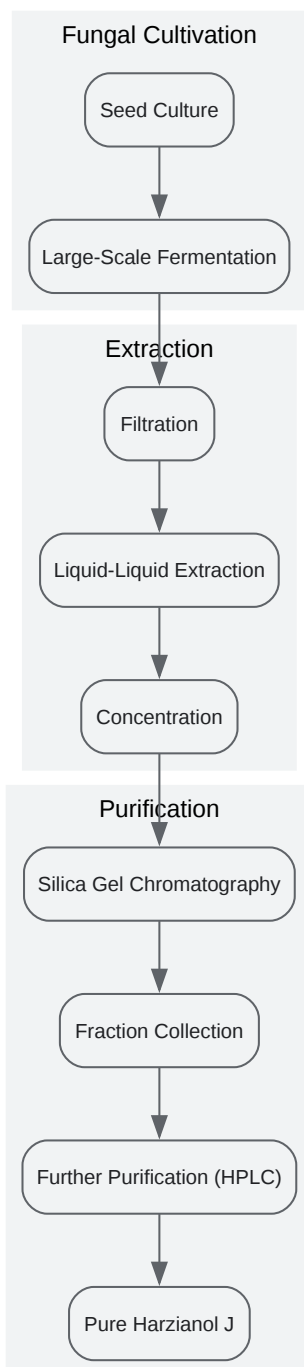 Fungal Cultivation
Seed Culture
Large-Scale Fermentation
Extraction
Filtration
Liquid-Liquid Extraction
Concentration
Purification
Silica Gel Chromatography
Fraction Collection
Further Purification (HPLC)
Pure Harzianol J